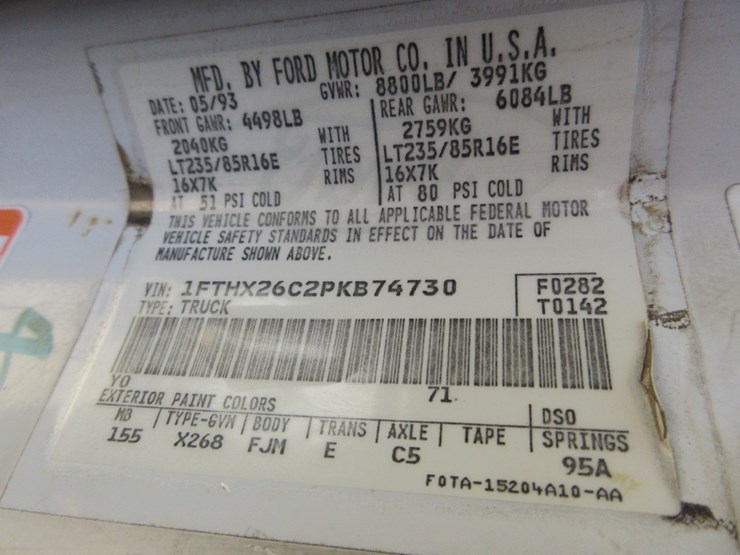 MFD. BY FORD MOTOR CO. IN U.S.A.
DATE: 05/93 GVWR: 8800LB/ 3991KG
FRONT GAWR: 4498LB REAR GAWR: 6084LB
2040KG WITH 2759KG WITH
LT235/85R16E TIRES LT235/85R16E TIRES
16X7K RIMS 16X7K RIMS
AT 51 PSI COLD AT 80 PSI COLD
THIS VEHICLE CONFORMS TO ALL APPLICABLE FEDERAL MOTOR
VEHICLE SAFETY STANDARDS IN EFFECT ON THE DATE OF
MANUFACTURE SHOWN ABOVE.
VIN: 1FTHX26C2PKB74730 F0282
TYPE: TRUCK T0142
YO 71.
EXTERIOR PAINT COLORS DSO
WB TYPE-GVW BODY TRANS AXLE TAPE SPRINGS
155 X268 FJM E C5 95A
FOTA-15204A10-AA